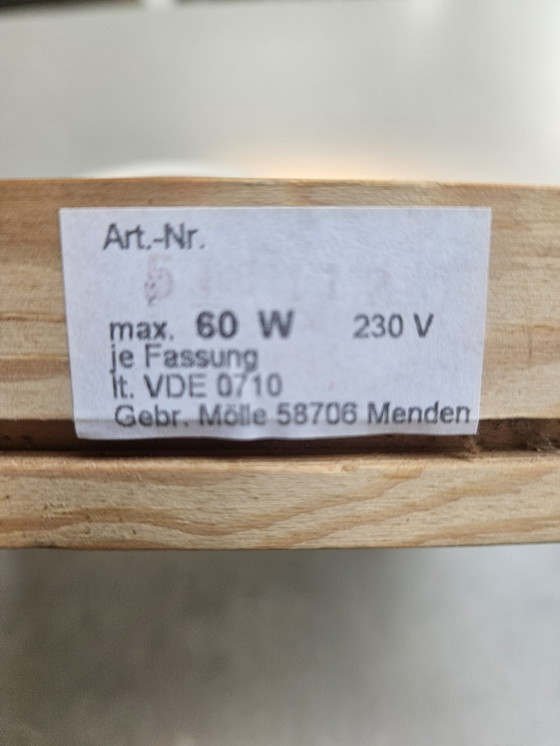 Art.-Nr.
max. 60 W 230 V
je Fassung
lt. VDE 0710
Gebr. Mölle 58706 Menden